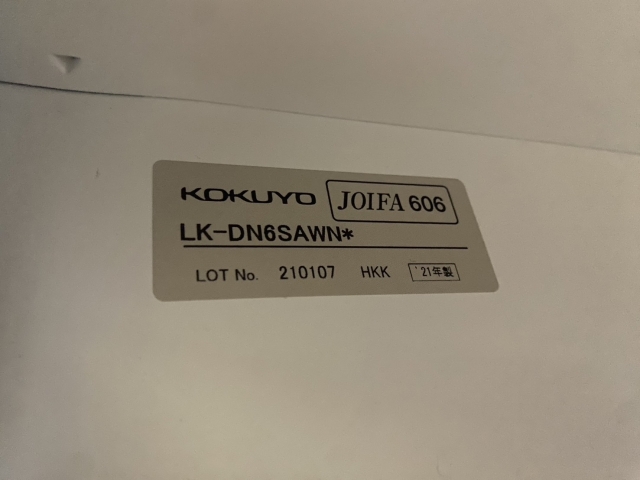 KOKUYO JOIFA 606
LK-DN6SAWN*
LOT No. 210107 HKK '21年製